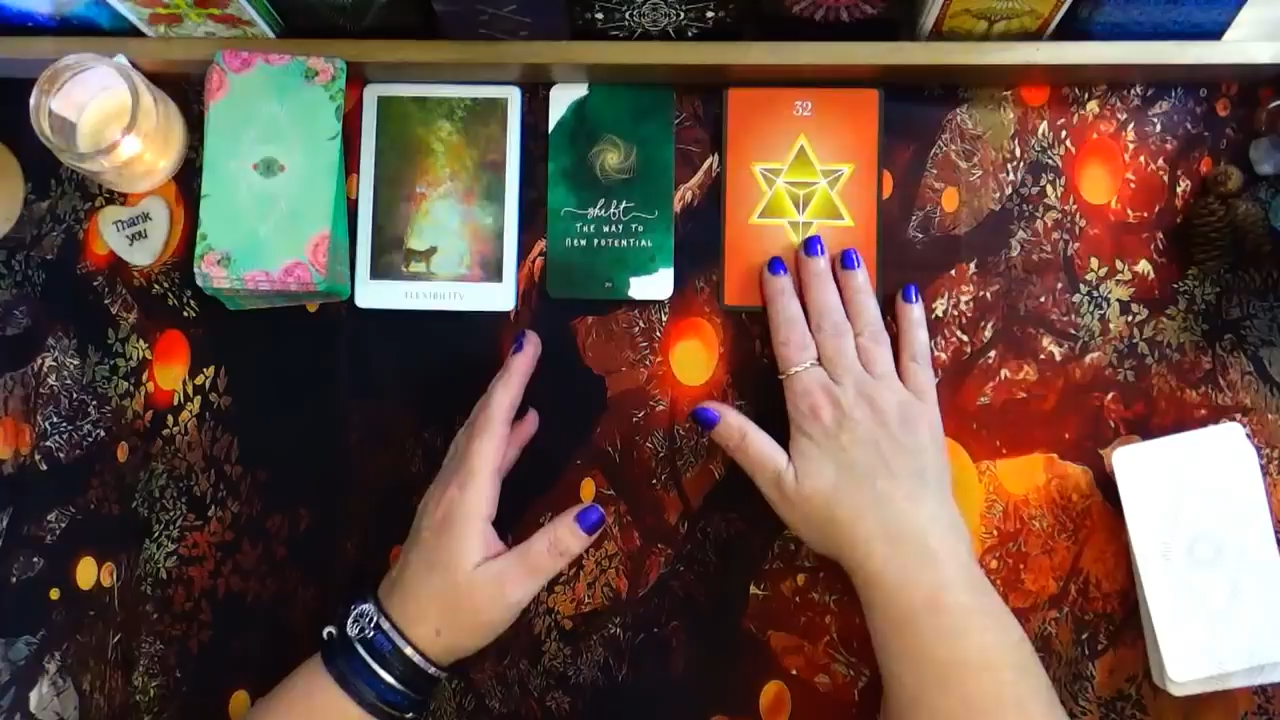 Thank
you
FLEXIBILITY
shift
THE WAY TO
NEW POTENTIAL
32